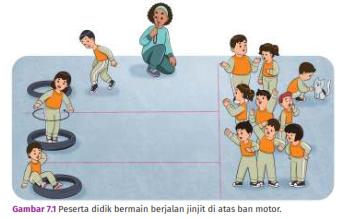 Gambar 7.1 Peserta didik bermain berjalan jinjit di atas ban motor.